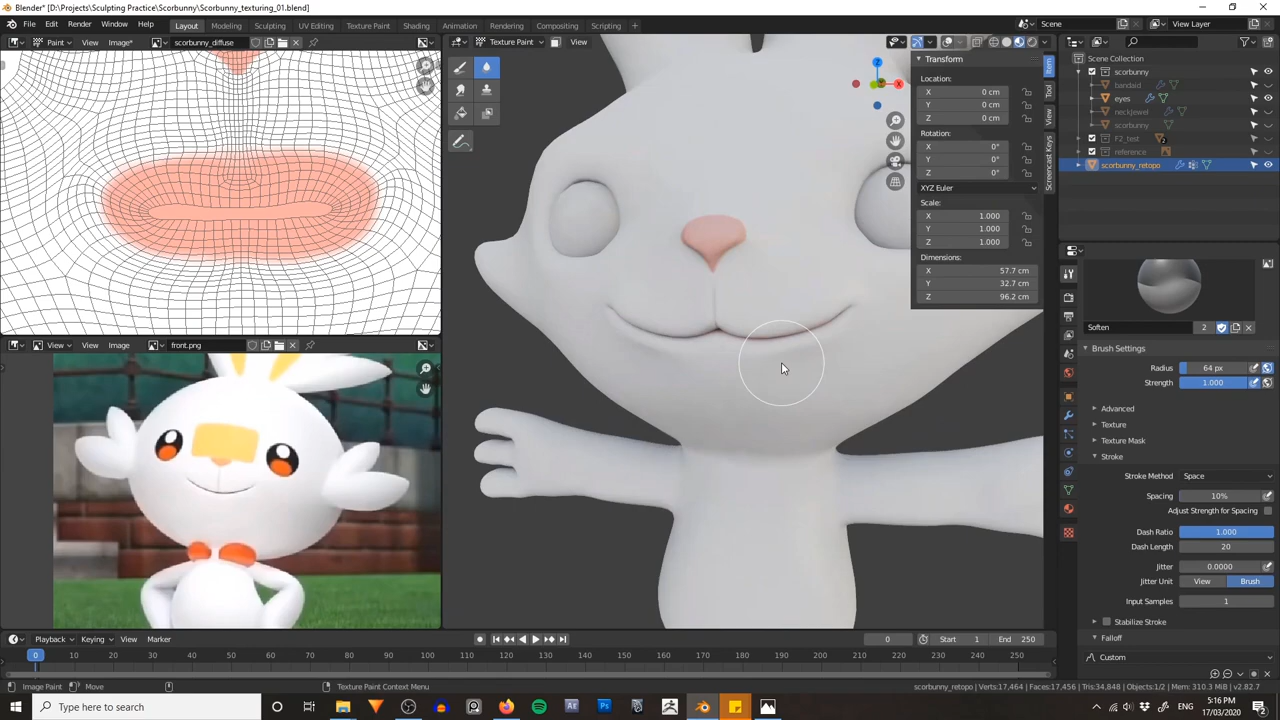 Blender* [D:\Projects\Sculpting Practice\Scorbunny\Scorbunny_texturing_01.blend]
File Edit Render Window Help Layout Modeling Sculpting UV Editing Texture Paint Shading Animation Rendering Compositing Scripting + Scene View Layer
Paint View Image* scorbunny_diffuse
Texture Paint View
Transform
Location:
X 0 cm
Y 0 cm
Z 0 cm
Rotation:
X 0°
Y 0°
Z 0°
XYZ Euler
Scale:
X 1.000
Y 1.000
Z 1.000
Dimensions:
X 57.7 cm
Y 32.7 cm
Z 96.2 cm
Item
Tool
View
Screencast Keys
Z
X
Scene Collection
scorbunny
bandaid
eyes
neckJewel
scorbunny
F2_test
reference
scorbunny_retopo
Soften 2
Brush Settings
Radius 64 px
Strength 1.000
Advanced
Texture
Texture Mask
Stroke
Stroke Method Space
Spacing 10%
Adjust Strength for Spacing
Dash Ratio 1.000
Dash Length 20
Jitter 0.0000
Jitter Unit View Brush
Input Samples 1
Stabilize Stroke
Falloff
Custom
View View Image front.png
Playback Keying View Marker 0 Start 1 End 250
0 10 20 30 40 50 60 70 80 90 100 110 120 130 140 150 160 170 180 190 200 210 220 230 240 250
Image Paint Move Texture Paint Context Menu scorbunny_retopo | Verts:17,464 | Faces:17,456 | Tris:34,848 | Objects:1/2 | Mem: 310.3 MiB | v2.82.7
Type here to search
Ae Ps
5:16 PM
17/03/2020